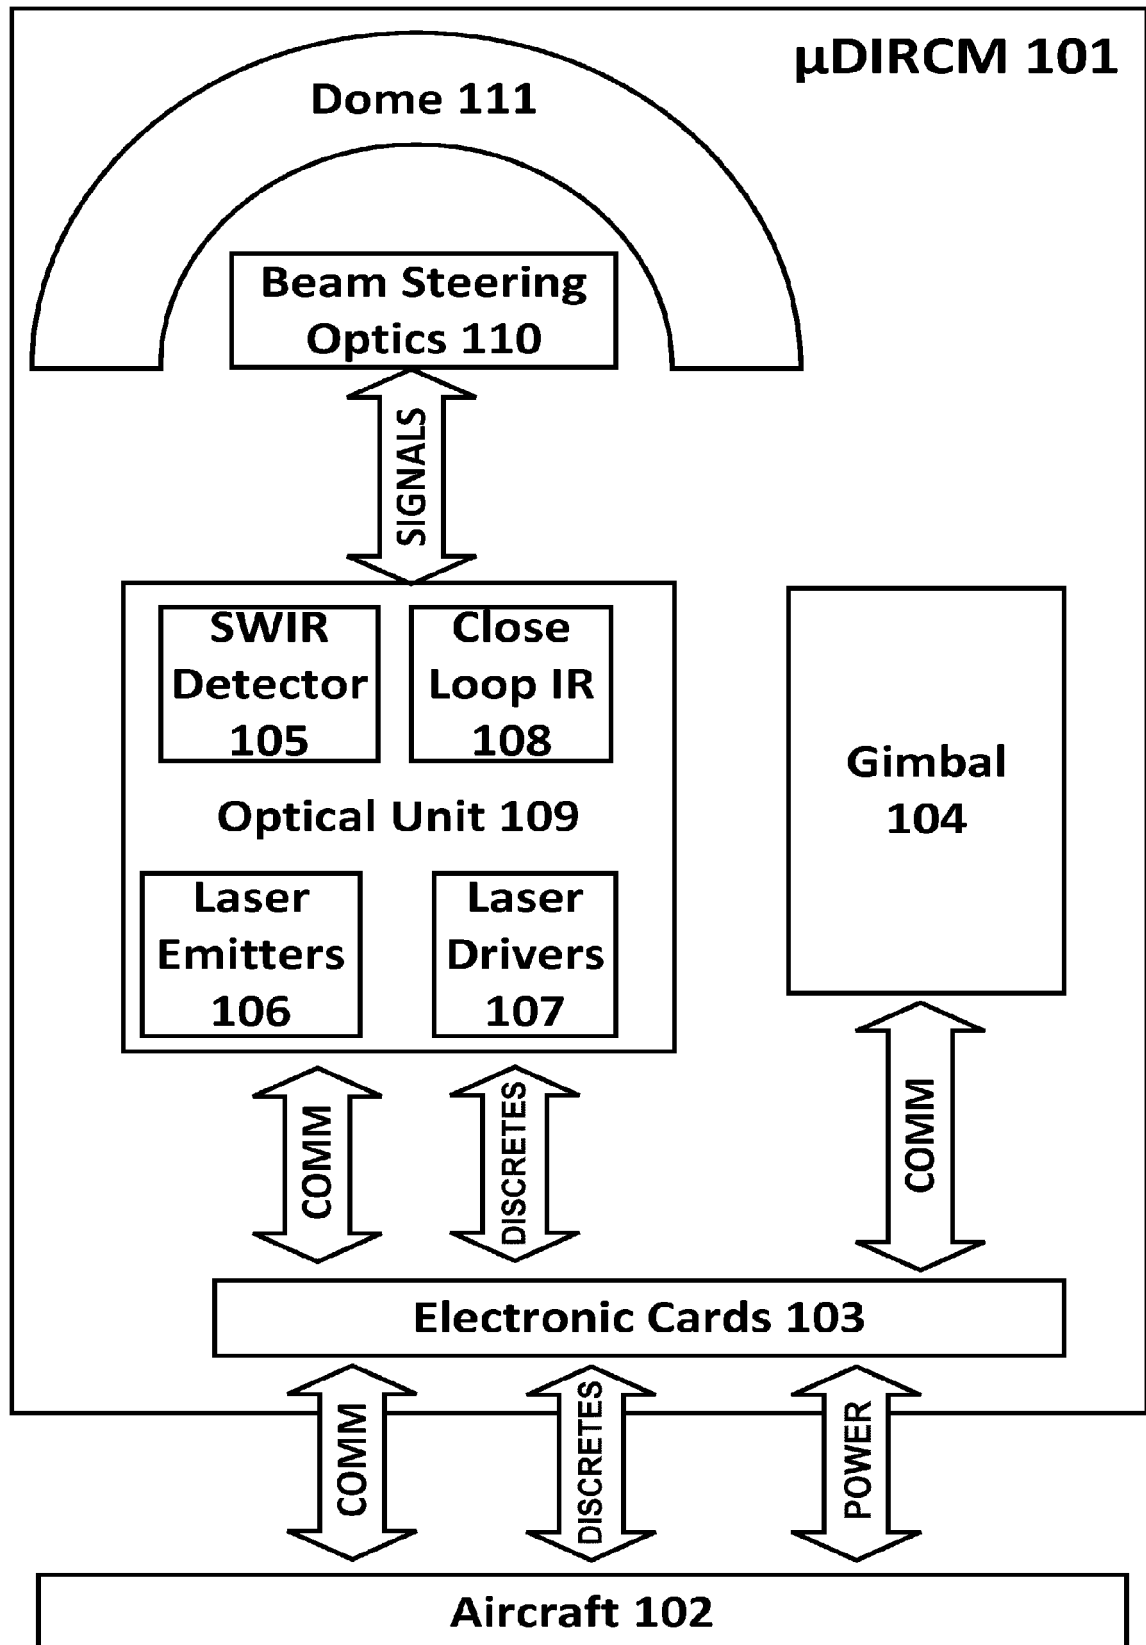 µDIRCM 101
Dome 111
Beam Steering
Optics 110
SIGNALS
SWIR
Detector
105
Close
Loop IR
108
Optical Unit 109
Laser
Emitters
106
Laser
Drivers
107
Gimbal
104
COMM
DISCRETES
COMM
Electronic Cards 103
COMM
DISCRETES
POWER
Aircraft 102